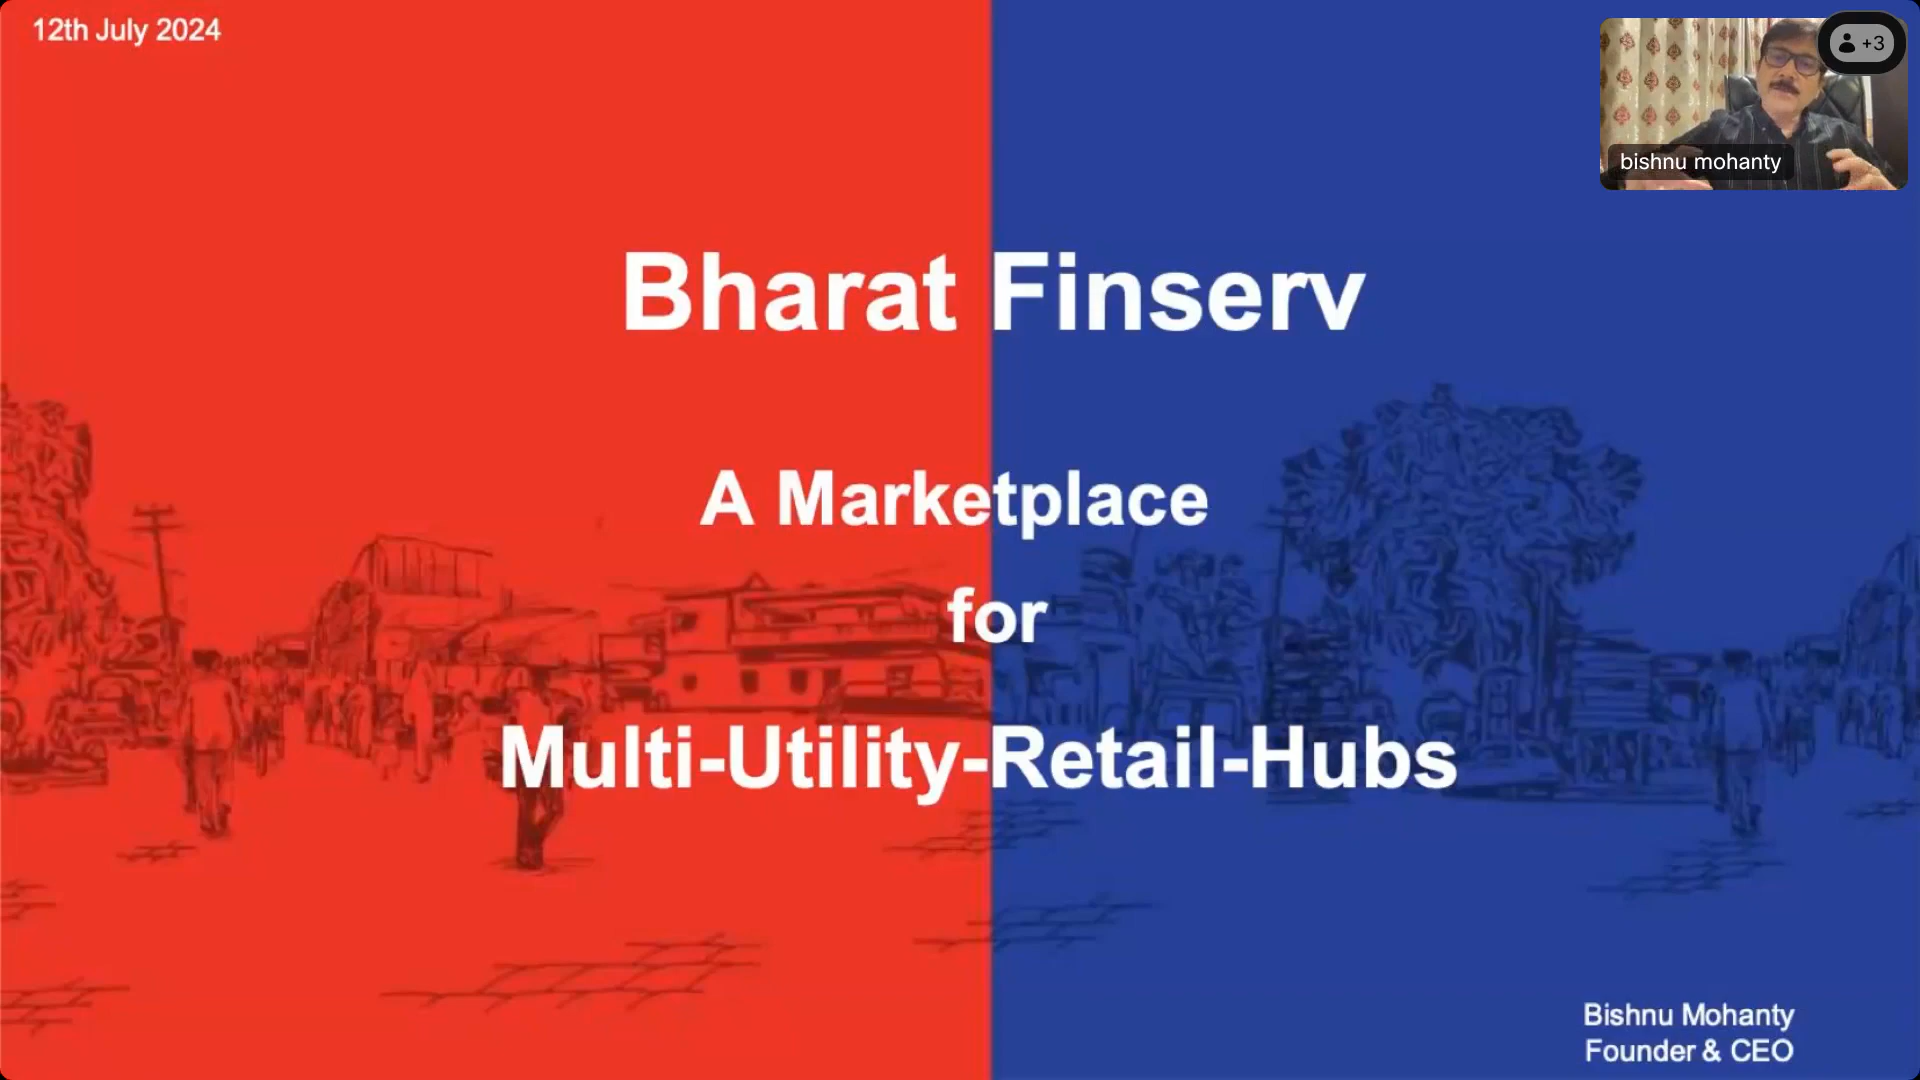 12th July 2024
+3
bishnu mohanty
Bharat Finserv
A Marketplace
for
Multi-Utility-Retail-Hubs
Bishnu Mohanty
Founder & CEO